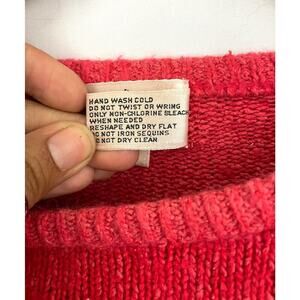 HAND WASH COLD
DO NOT TWIST OR WRING
ONLY NON-CHLORINE BLEACH
WHEN NEEDED
RESHAPE AND DRY FLAT
DO NOT IRON SEQUINS
DO NOT DRY CLEAN